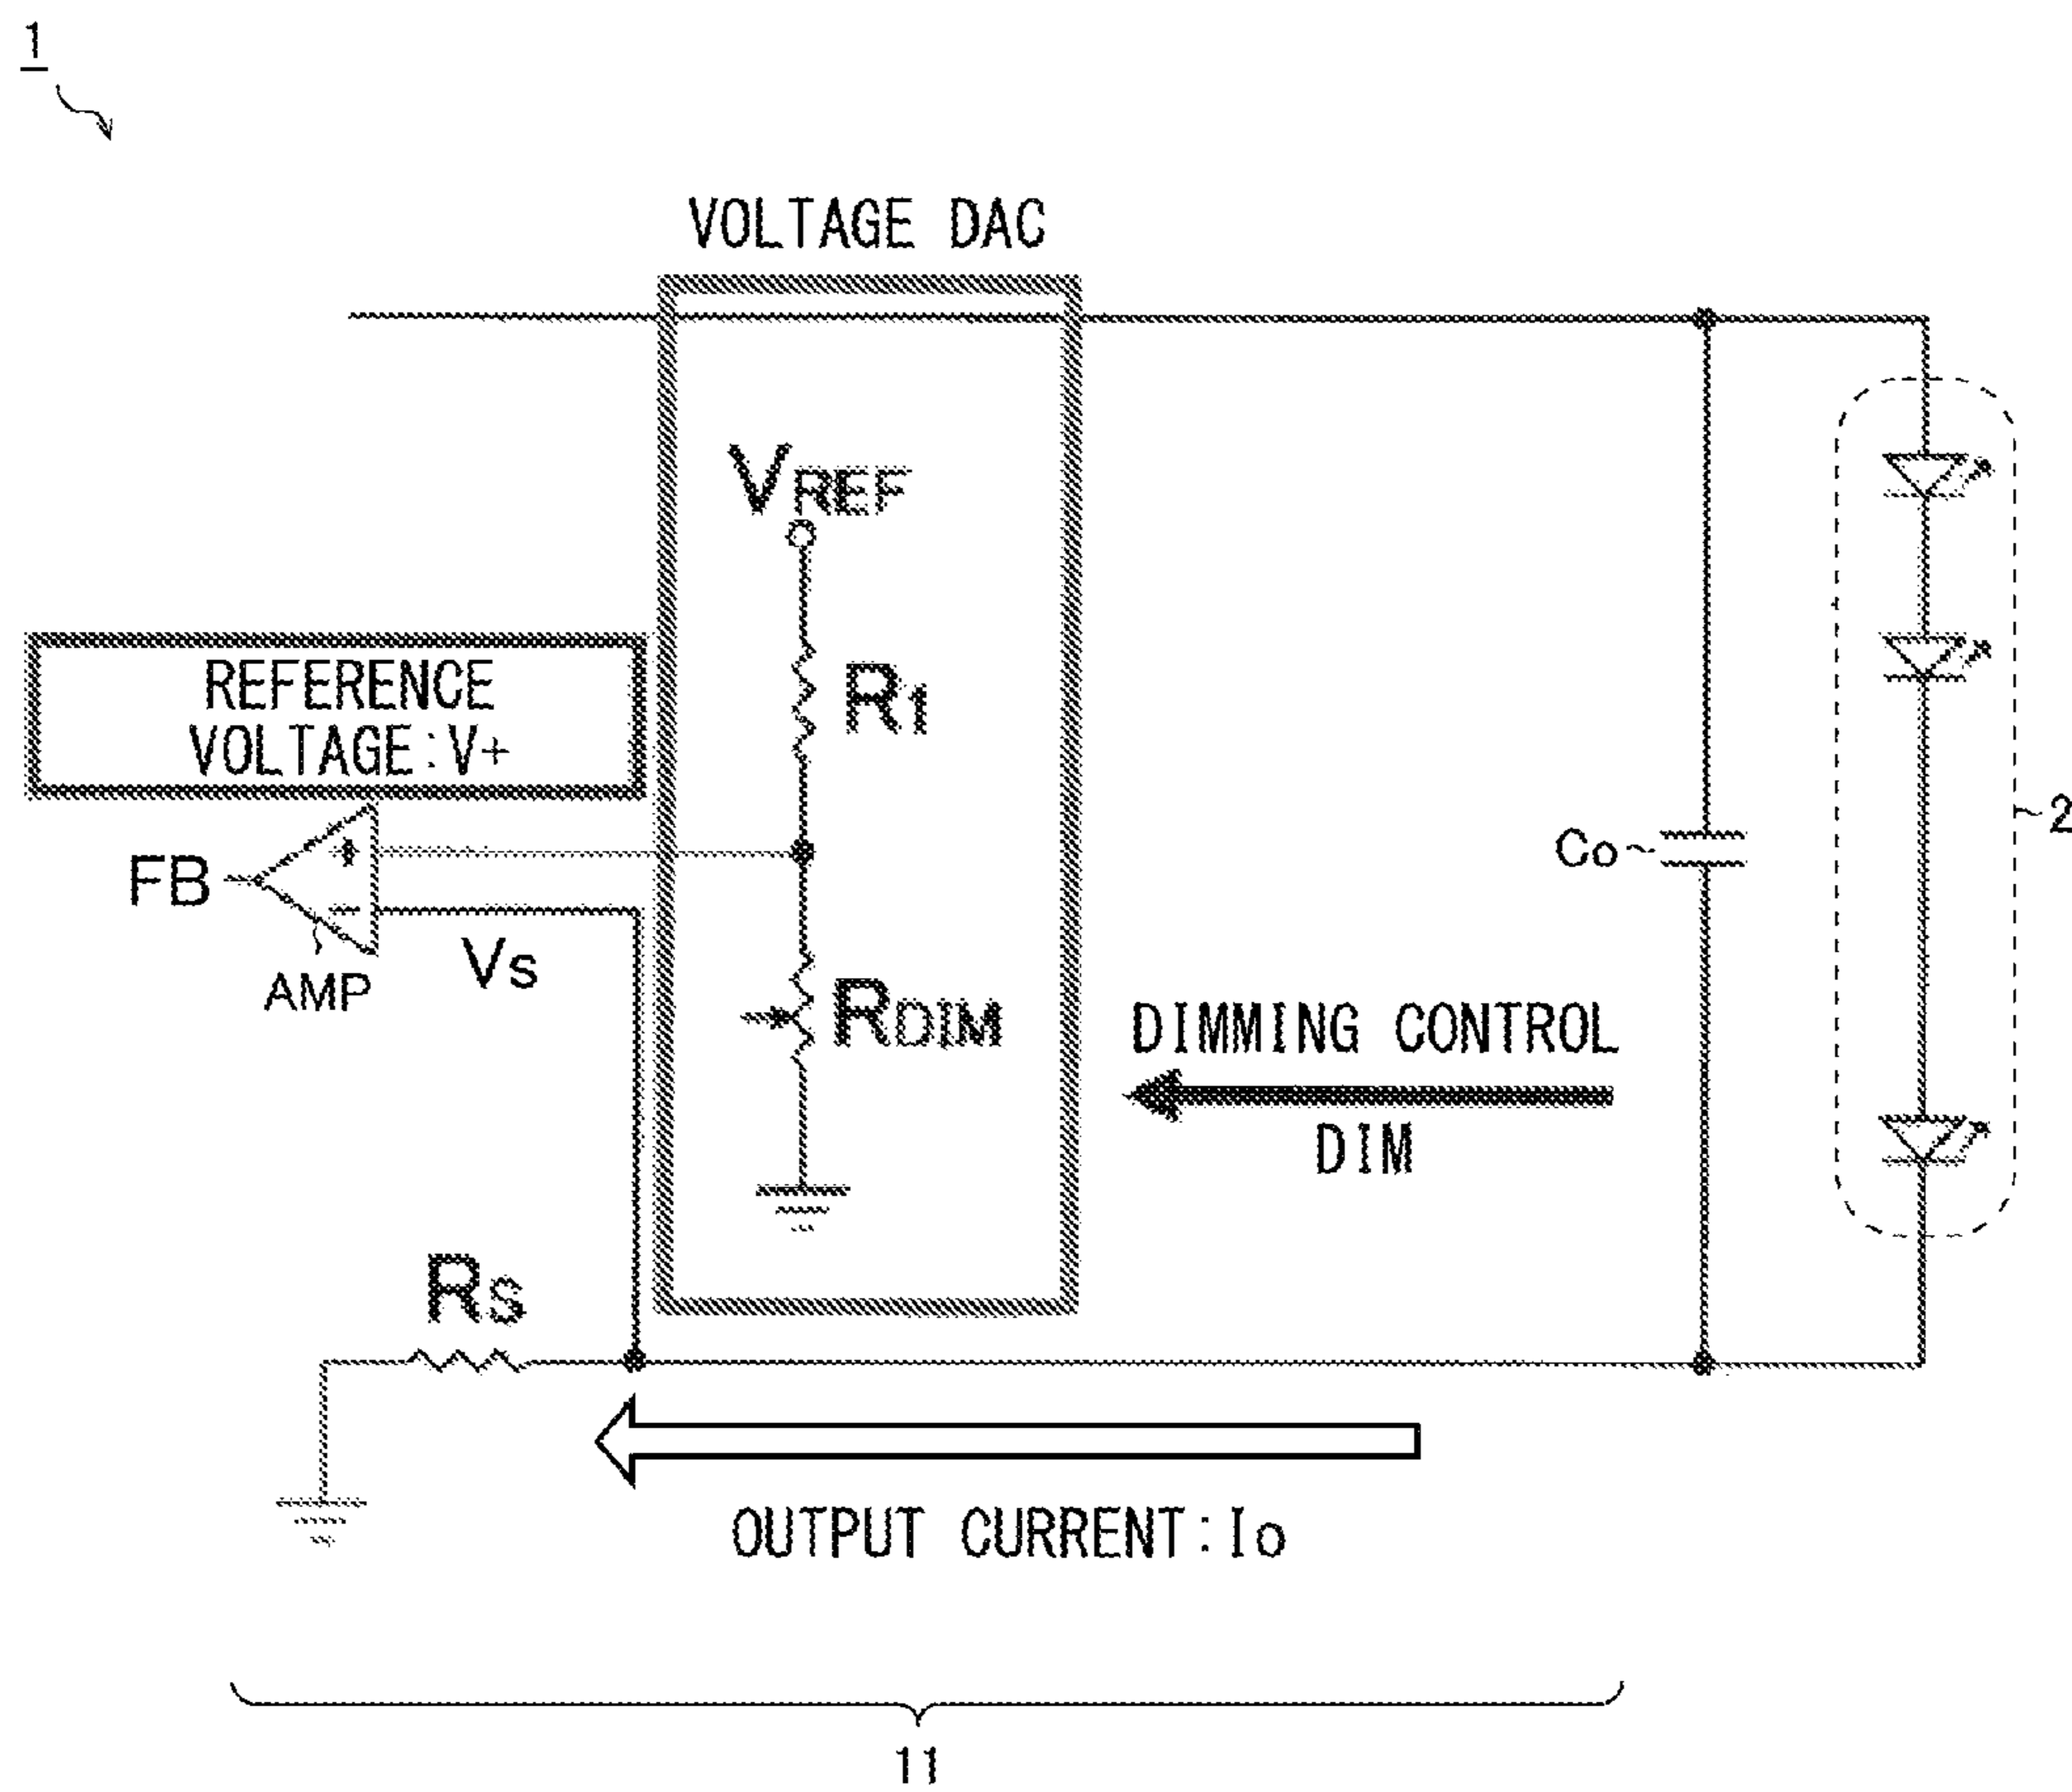 1
VOLTAGE DAC
VREF
REFERENCE
VOLTAGE:V+
R1
FB
+
-
AMP
Vs
RDIM
DIMMING CONTROL
DIM
Co
2
Rs
OUTPUT CURRENT:Io
11